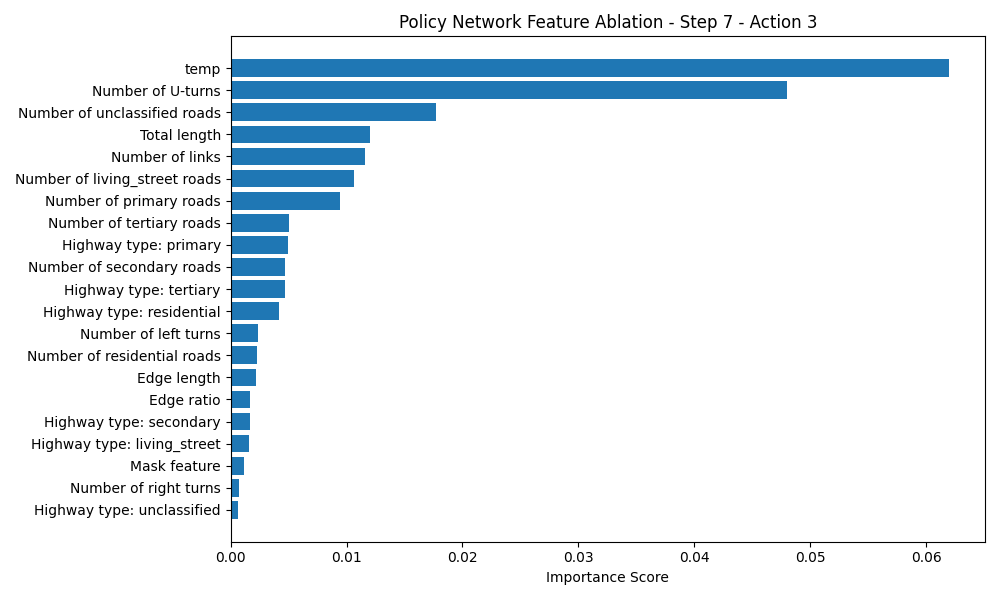 Policy Network Feature Ablation - Step 7 - Action 3
temp
Number of U-turns
Number of unclassified roads
Total length
Number of links
Number of living_street roads
Number of primary roads
Number of tertiary roads
Highway type: primary
Number of secondary roads
Highway type: tertiary
Highway type: residential
Number of left turns
Number of residential roads
Edge length
Edge ratio
Highway type: secondary
Highway type: living_street
Mask feature
Number of right turns
Highway type: unclassified
0.00 0.01 0.02 0.03 0.04 0.05 0.06
Importance Score